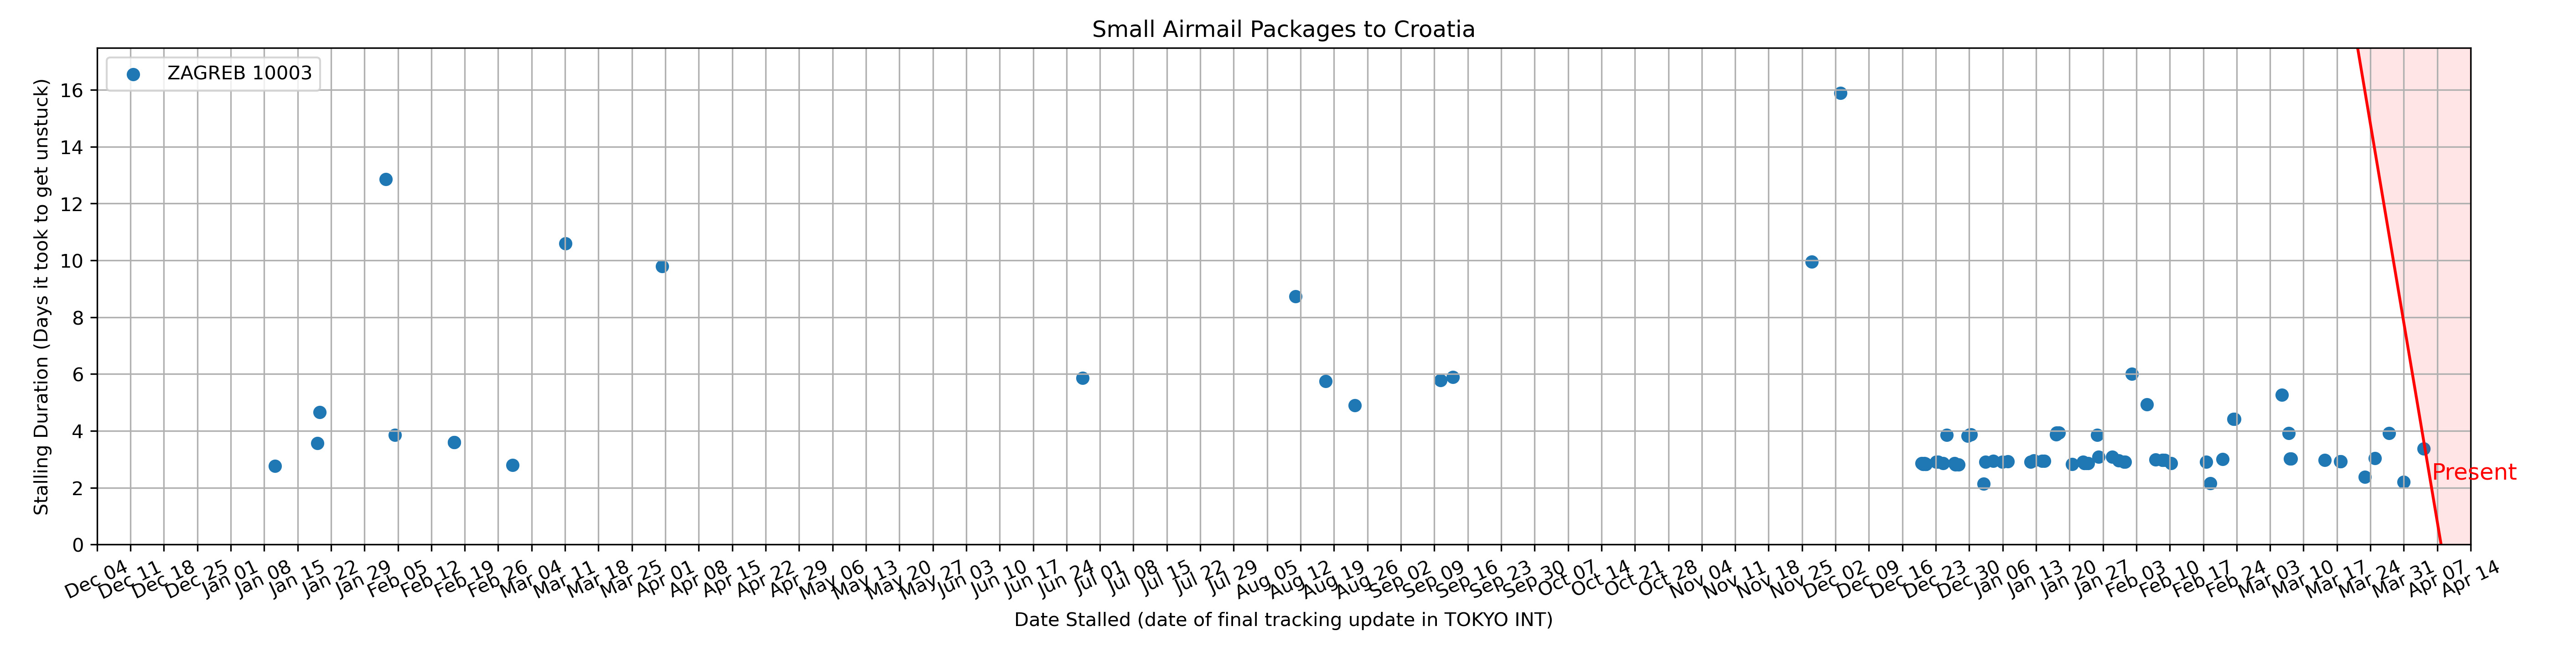 Small Airmail Packages to Croatia
ZAGREB 10003
Stalling Duration (Days it took to get unstuck)
16
14
12
10
8
6
4
2
0
Present
Dec 04
Dec 11
Dec 18
Dec 25
Jan 01
Jan 08
Jan 15
Jan 22
Jan 29
Feb 05
Feb 12
Feb 19
Feb 26
Mar 04
Mar 11
Mar 18
Mar 25
Apr 01
Apr 08
Apr 15
Apr 22
Apr 29
May 06
May 13
May 20
May 27
Jun 03
Jun 10
Jun 17
Jun 24
Jul 01
Jul 08
Jul 15
Jul 22
Jul 29
Aug 05
Aug 12
Aug 19
Aug 26
Sep 02
Sep 09
Sep 16
Sep 23
Sep 30
Oct 07
Oct 14
Oct 21
Oct 28
Nov 04
Nov 11
Nov 18
Nov 25
Dec 02
Dec 09
Dec 16
Dec 23
Dec 30
Jan 06
Jan 13
Jan 20
Jan 27
Feb 03
Feb 10
Feb 17
Feb 24
Mar 03
Mar 10
Mar 17
Mar 24
Mar 31
Apr 07
Apr 14
Date Stalled (date of final tracking update in TOKYO INT)